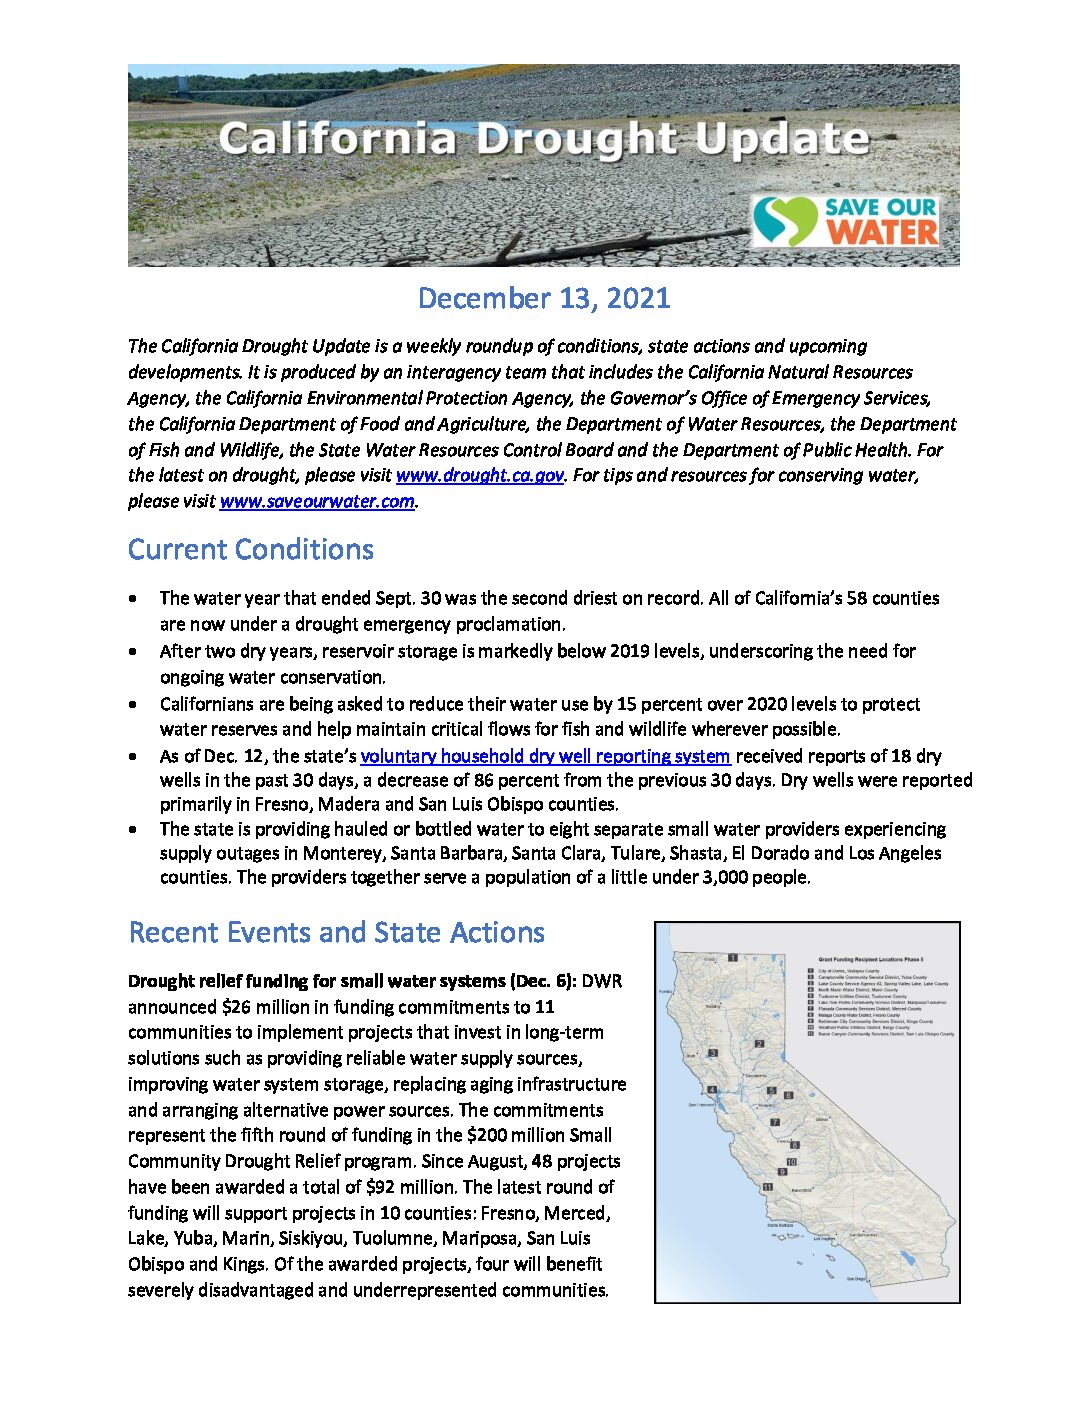 California Drought Update
SAVE OUR
WATER
December 13, 2021
The California Drought Update is a weekly roundup of conditions, state actions and upcoming
developments. It is produced by an interagency team that includes the California Natural Resources
Agency, the California Environmental Protection Agency, the Governor's Office of Emergency Services,
the California Department of Food and Agriculture, the Department of Water Resources, the Department
of Fish and Wildlife, the State Water Resources Control Board and the Department of Public Health. For
the latest on drought, please visit www.drought.ca.gov. For tips and resources for conserving water,
please visit www.saveourwater.com.
Current Conditions
• The water year that ended Sept. 30 was the second driest on record. All of California's 58 counties
are now under a drought emergency proclamation.
• After two dry years, reservoir storage is markedly below 2019 levels, underscoring the need for
ongoing water conservation.
• Californians are being asked to reduce their water use by 15 percent over 2020 levels to protect
water reserves and help maintain critical flows for fish and wildlife wherever possible.
• As of Dec. 12, the state's voluntary household dry well reporting system received reports of 18 dry
wells in the past 30 days, a decrease of 86 percent from the previous 30 days. Dry wells were reported
primarily in Fresno, Madera and San Luis Obispo counties.
• The state is providing hauled or bottled water to eight separate small water providers experiencing
supply outages in Monterey, Santa Barbara, Santa Clara, Tulare, Shasta, El Dorado and Los Angeles
counties. The providers together serve a population of a little under 3,000 people.
Recent Events and State Actions
Drought relief funding for small water systems (Dec. 6): DWR
announced $26 million in funding commitments to 11
communities to implement projects that invest in long-term
solutions such as providing reliable water supply sources,
improving water system storage, replacing aging infrastructure
and arranging alternative power sources. The commitments
represent the fifth round of funding in the $200 million Small
Community Drought Relief program. Since August, 48 projects
have been awarded a total of $92 million. The latest round of
funding will support projects in 10 counties: Fresno, Merced,
Lake, Yuba, Marin, Siskiyou, Tuolumne, Mariposa, San Luis
Obispo and Kings. Of the awarded projects, four will benefit
severely disadvantaged and underrepresented communities.
Grant Funding Recipient Locations Phase 5
1 City of Dorris, Siskiyou County
2 Camptonville Community Service District, Yuba County
3 Lake County Service Agency #2, Spring Valley Lake, Lake County
4 North Marin Water District, Marin County
5 Tuolumne Utilities District, Tuolumne County
6 Lake Don Pedro Community Services District, Mariposa/Tuolumne
7 Planada Community Services District, Merced County
8 Malaga County Water District, Fresno County
9 Kettleman City Community Services District, Kings County
10 Stratford Public Utilities District, Kings County
11 County, San Luis Obispo County
1
2
3
4
5
6
7
8
10
9
11
Eureka
Redding
Sacramento
San Francisco
Fresno
Bakersfield
Santa Barbara
Los Angeles
San Bernardino
San Diego